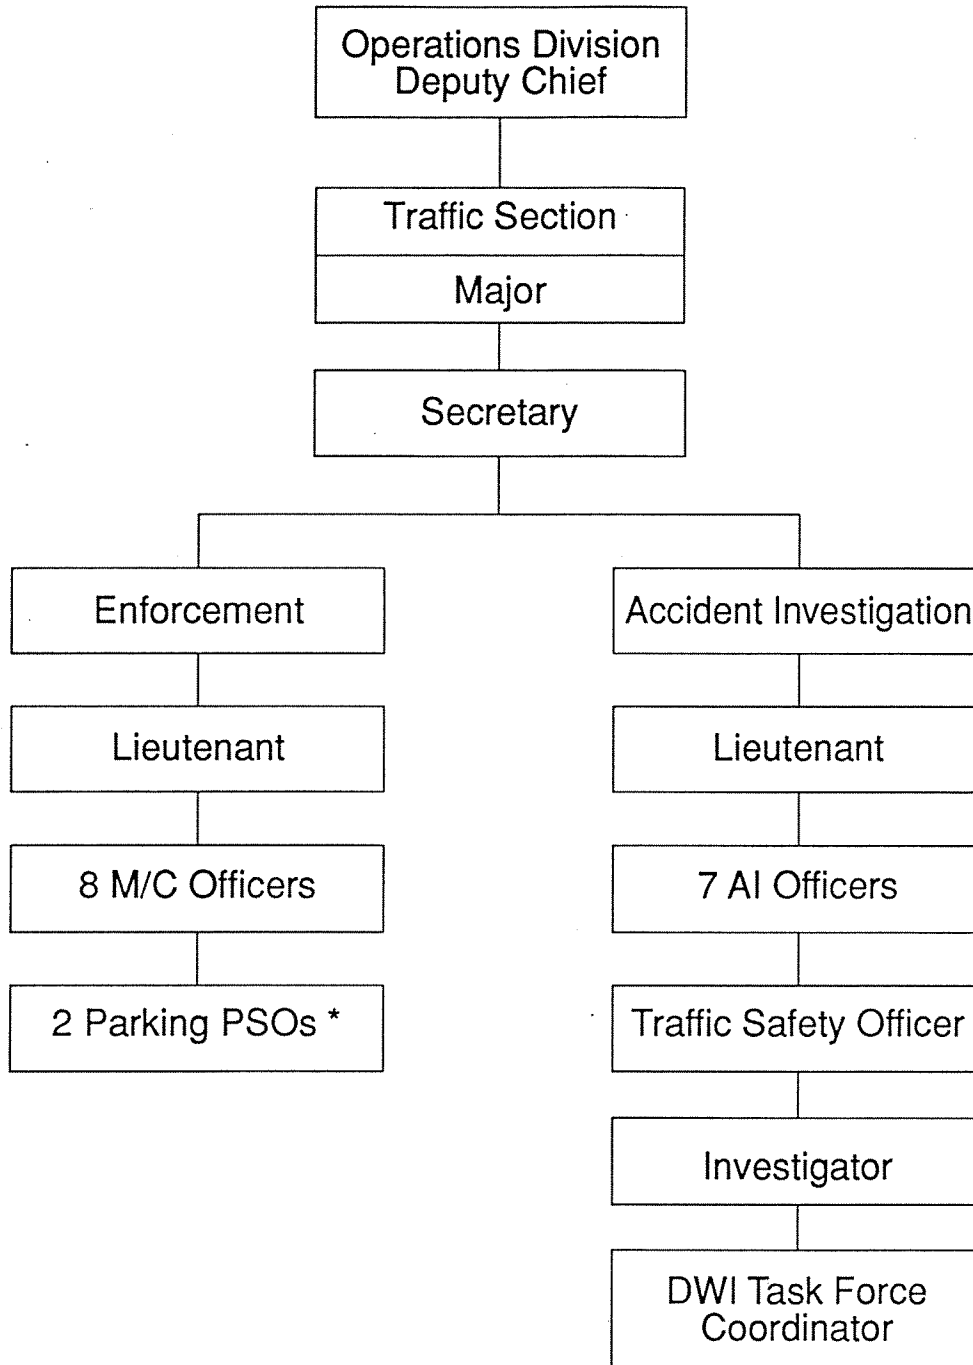 Operations Division
Deputy Chief
Traffic Section
Major
Secretary
Enforcement
Lieutenant
8 M/C Officers
2 Parking PSOs *
Accident Investigation
Lieutenant
7 AI Officers
Traffic Safety Officer
Investigator
DWI Task Force
Coordinator